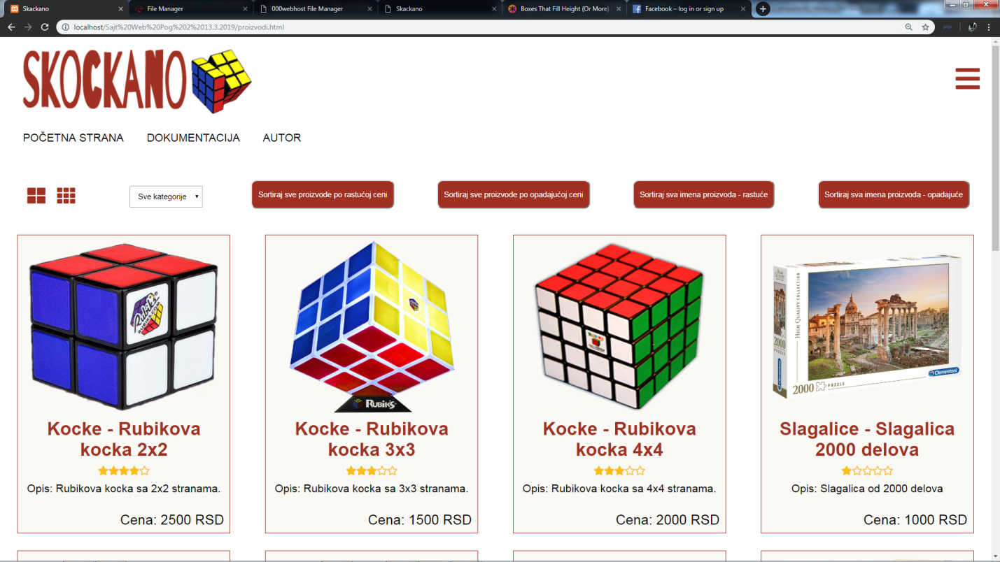 Skackano
File Manager
000webhost File Manager
Skackano
Boxes That Fill Height (Or More)
Facebook – log in or sign up
localhost/Sajt%20Web%20Pog%202%2013.3.2019/proizvodi.html
php
SKOCKANO
POČETNA STRANA DOKUMENTACIJA AUTOR
Sve kategorije
Sortiraj sve proizvode po rastućoj ceni
Sortiraj sve proizvode po opadajućoj ceni
Sortiraj sva imena proizvoda - rastuće
Sortiraj sva imena proizvoda - opadajuće
Rubik's
RUBIKS.COM
Kocke - Rubikova
kocka 2x2
Opis: Rubikova kocka sa 2x2 stranama.
Cena: 2500 RSD
RUBIK'S
Kocke - Rubikova
kocka 3x3
Opis: Rubikova kocka sa 3x3 stranama.
Cena: 1500 RSD
Kocke - Rubikova
kocka 4x4
Opis: Rubikova kocka sa 4x4 stranama.
Cena: 2000 RSD
HIGH QUALITY COLLECTION
2000
PUZZLE
Clementoni
2000 PUZZLE
Slagalice - Slagalica
2000 delova
Opis: Slagalica od 2000 delova
Cena: 1000 RSD